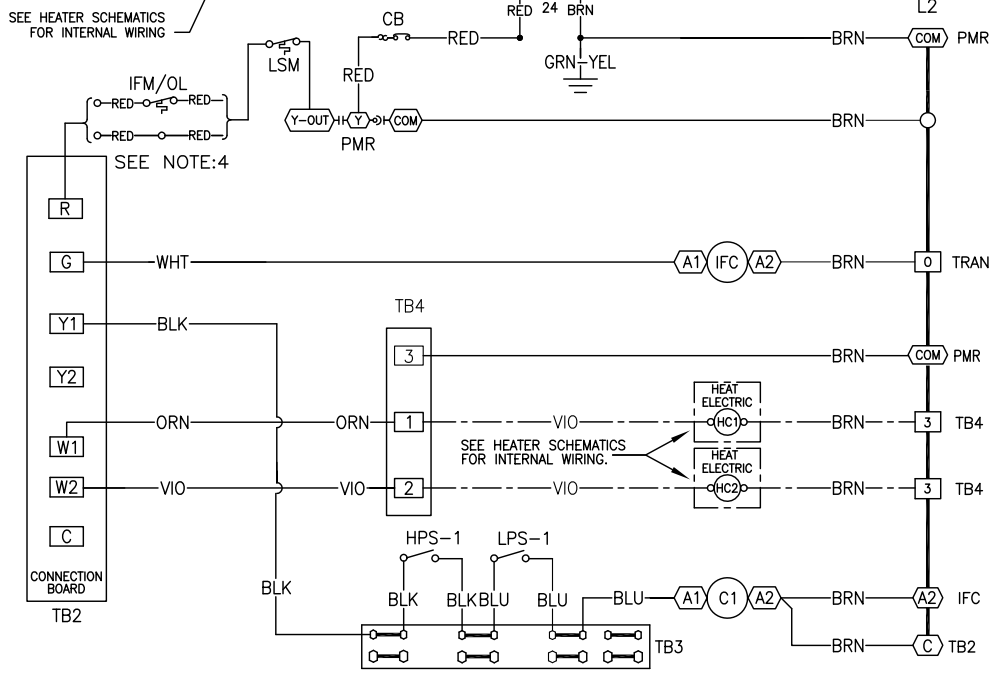 SEE HEATER SCHEMATICS
FOR INTERNAL WIRING
RED 24 BRN
L2
CB
RED
BRN
COM
PMR
LSM
GRN-YEL
RED
IFM/OL
RED
RED
RED
RED
Y-OUT
Y
COM
BRN
PMR
SEE NOTE:4
R
G
WHT
A1
IFC
A2
BRN
0
TRAN
TB4
Y1
BLK
3
BRN
COM
PMR
Y2
HEAT
ELECTRIC
ORN
ORN
1
VIO
HC1
BRN
3
TB4
W1
SEE HEATER SCHEMATICS
FOR INTERNAL WIRING.
HEAT
ELECTRIC
W2
VIO
VIO
2
VIO
HC2
BRN
3
TB4
C
HPS-1
LPS-1
CONNECTION
BOARD
TB2
BLK
BLK
BLK
BLU
BLU
BLU
A1
C1
A2
BRN
A2
IFC
TB3
BRN
C
TB2